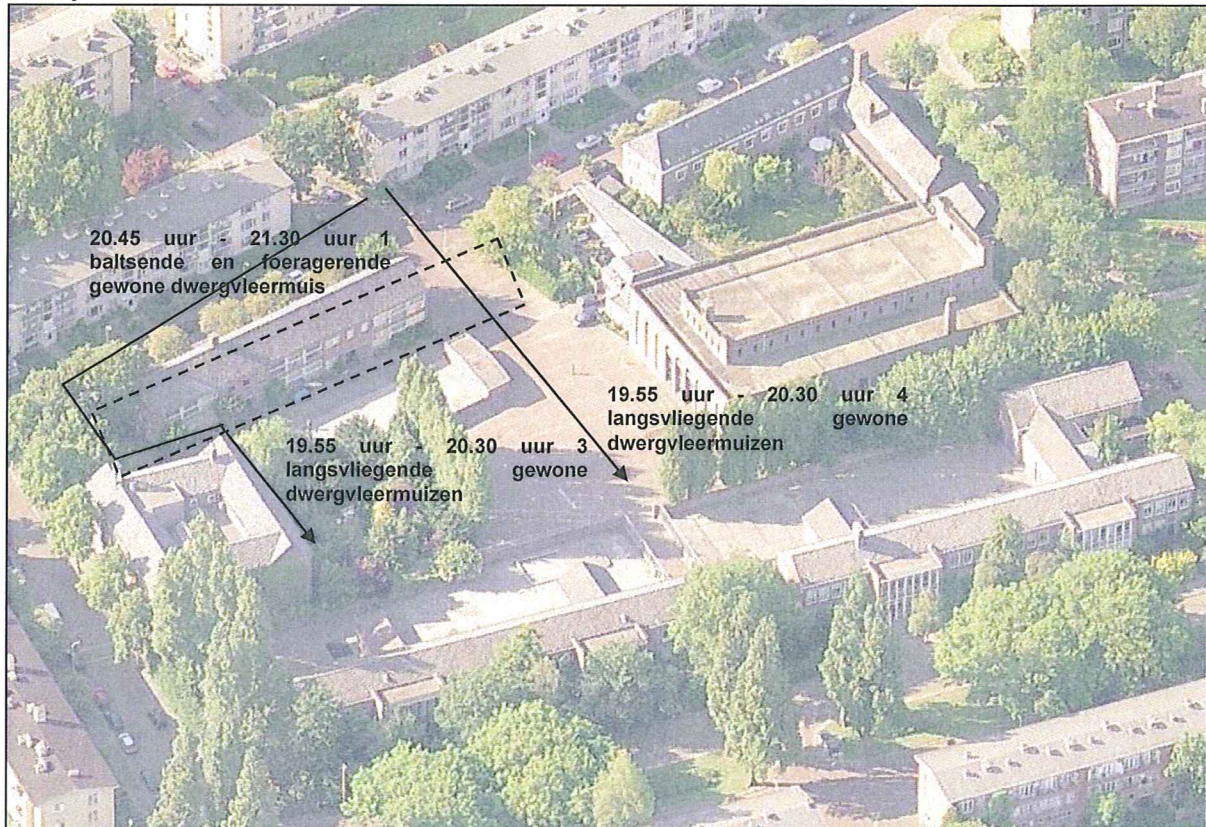 20.45 uur - 21.30 uur 1
baltsende en foeragerende
gewone dwergvleermuis
19.55 uur - 20.30 uur 4
langsvliegende gewone
dwergvleermuizen
19.55 uur - 20.30 uur 3
langsvliegende gewone
dwergvleermuizen